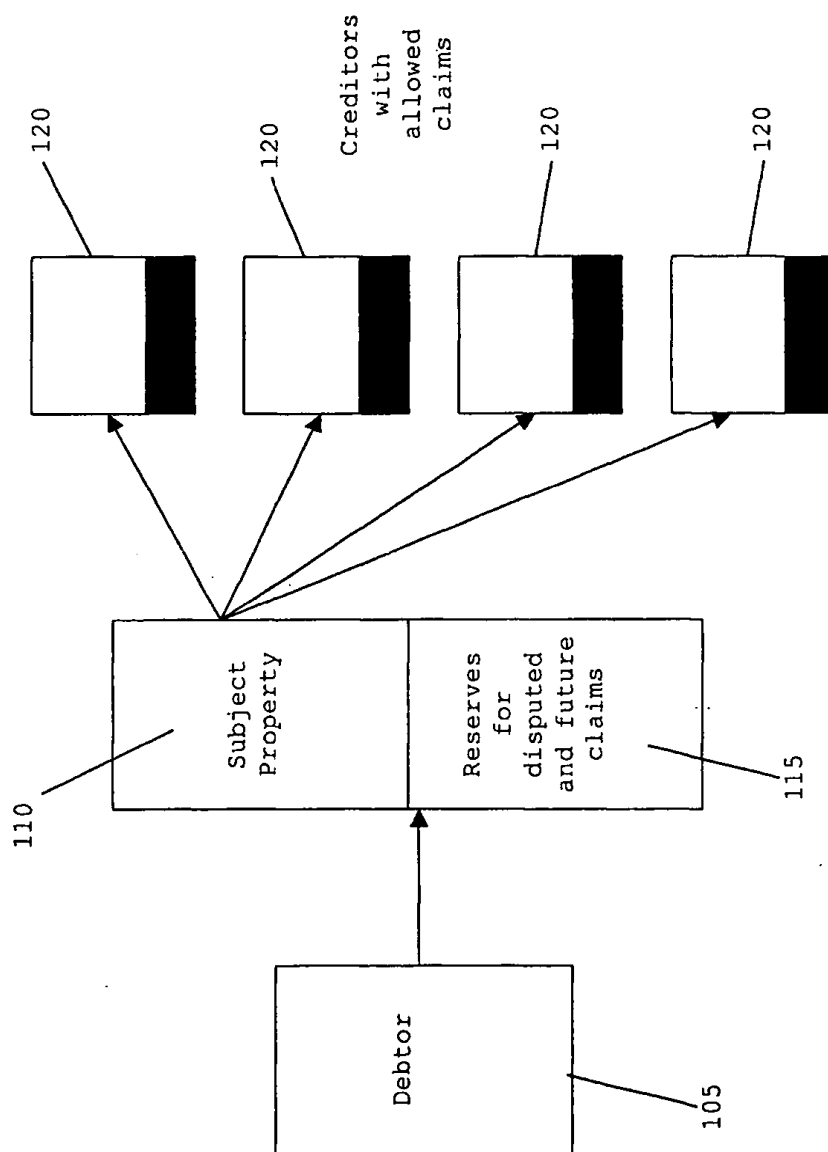 Debtor
105
110
Subject
Property
Reserves
for
disputed
and future
claims
115
120
120
120
120
Creditors
with
allowed
claims